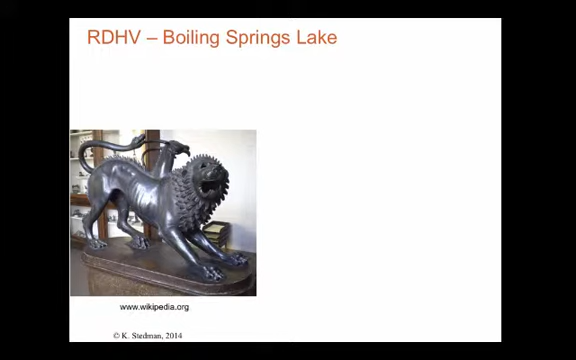 RDHV – Boiling Springs Lake
www.wikipedia.org
© K. Stedman, 2014